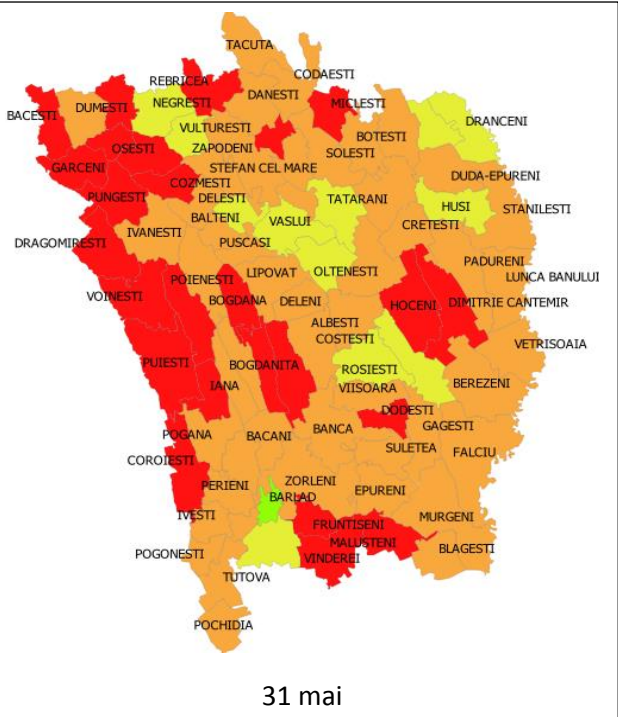 TACUTA
REBRICEA
CODAESTI
DUMESTI
NEGRESTI
DANESTI
MICLESTI
BACESTI
DRANCENI
VULTURESTI
BOTESTI
OSESTI
ZAPODENI
SOLESTI
GARCENI
STEFAN CEL MARE
DUDA-EPURENI
COZMESTI
PUNGESTI
DELESTI
TATARANI
HUSI
STANILESTI
BALTENI
VASLUI
CRETESTI
IVANESTI
DRAGOMIRESTI
PUSCASI
PADURENI
POIENESTI
LIPOVAT
OLTENESTI
LUNCA BANULUI
VOINESTI
BOGDANA
DELENI
HOCENI
DIMITRIE CANTEMIR
ALBESTI
COSTESTI
VETRISOAIA
PUIESTI
BOGDANITA
ROSIESTI
IANA
VIISOARA
BEREZENI
DODESTI
POGANA
BACANI
BANCA
GAGESTI
SULETEA
FALCIU
COROIESTI
PERIENI
ZORLENI
EPURENI
BARLAD
IVESTI
FRUNTISENI
MURGENI
MALUSTENI
POGONESTI
VINDEREI
BLAGESTI
TUTOVA
POCHIDIA
31 mai